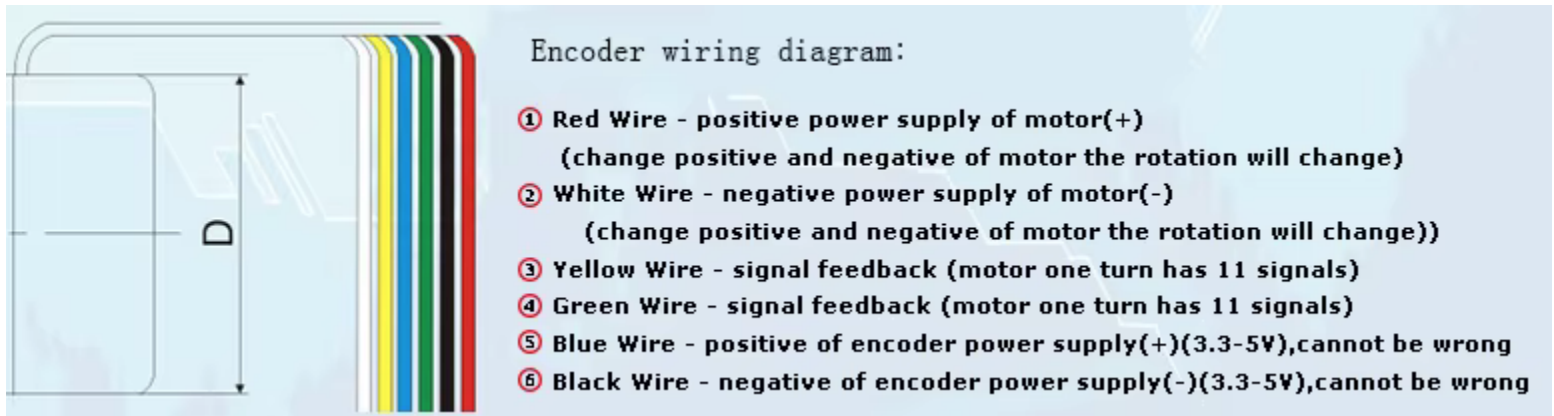 D
Encoder wiring diagram:
① Red Wire - positive power supply of motor(+)
(change positive and negative of motor the rotation will change)
② White Wire - negative power supply of motor(-)
(change positive and negative of motor the rotation will change))
③ Yellow Wire - signal feedback (motor one turn has 11 signals)
④ Green Wire - signal feedback (motor one turn has 11 signals)
⑤ Blue Wire - positive of encoder power supply(+)(3.3-5V),cannot be wrong
⑥ Black Wire - negative of encoder power supply(-)(3.3-5V),cannot be wrong